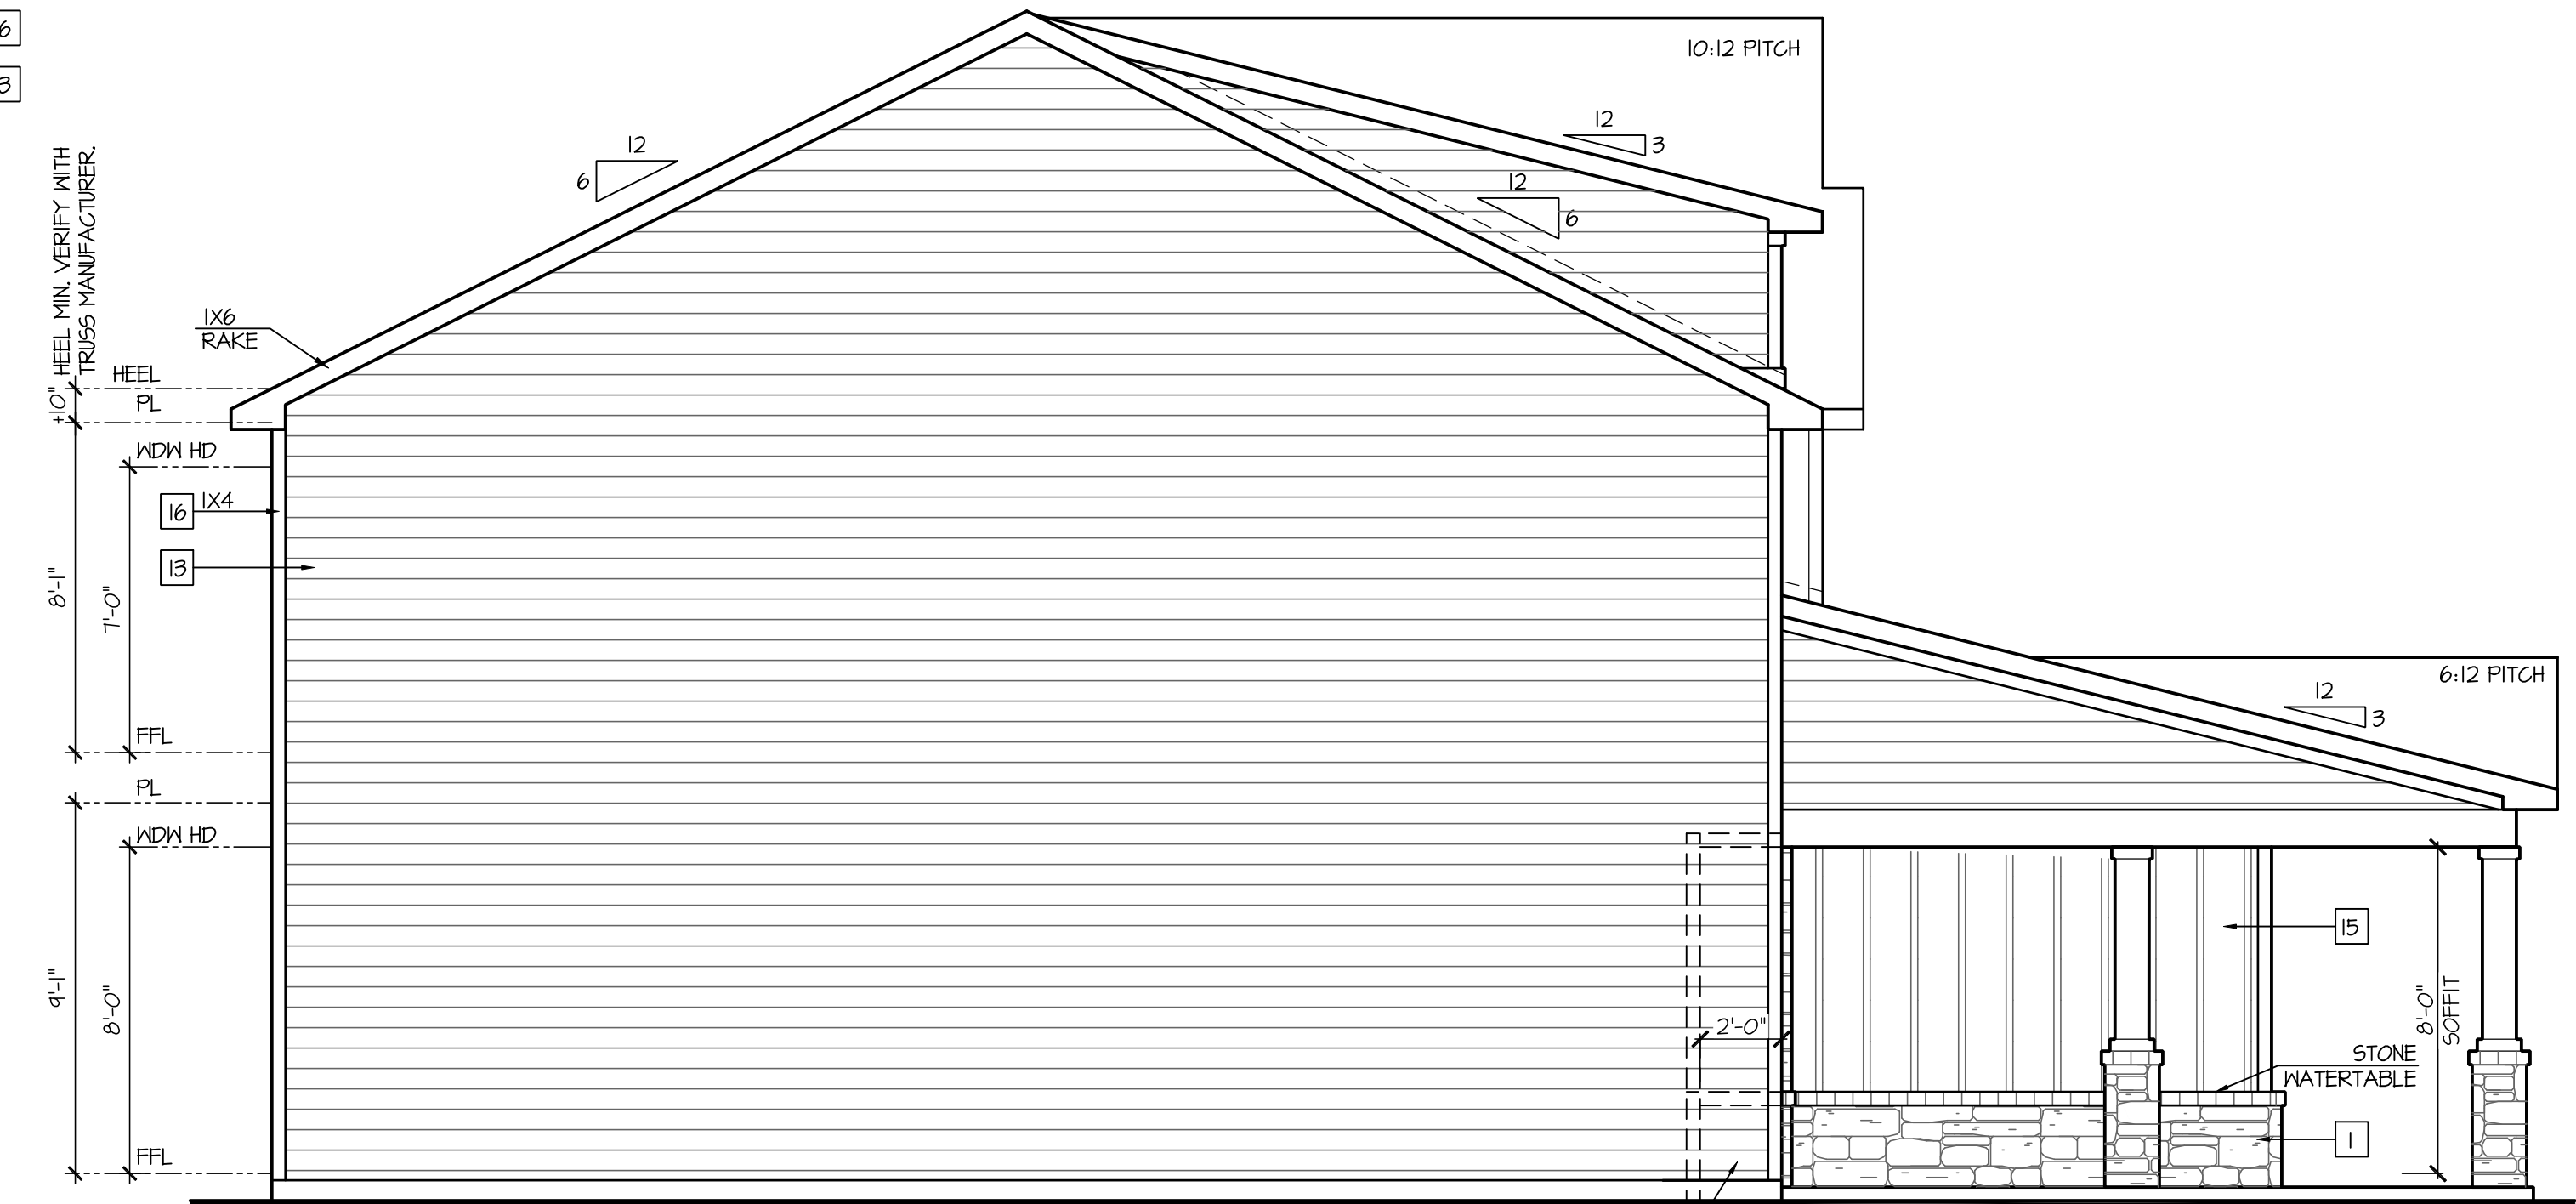 6
3
10:12 PITCH
12
3
12
6
12
6
HEEL MIN. VERIFY WITH
TRUSS MANUFACTURER.
+10"
1X6
RAKE
HEEL
PL
WDW HD
16
1X4
13
8'-1"
7'-0"
FFL
PL
WDW HD
9'-1"
8'-0"
FFL
6:12 PITCH
12
3
15
2'-0"
8'-0"
SOFFIT
STONE
WATERTABLE
1